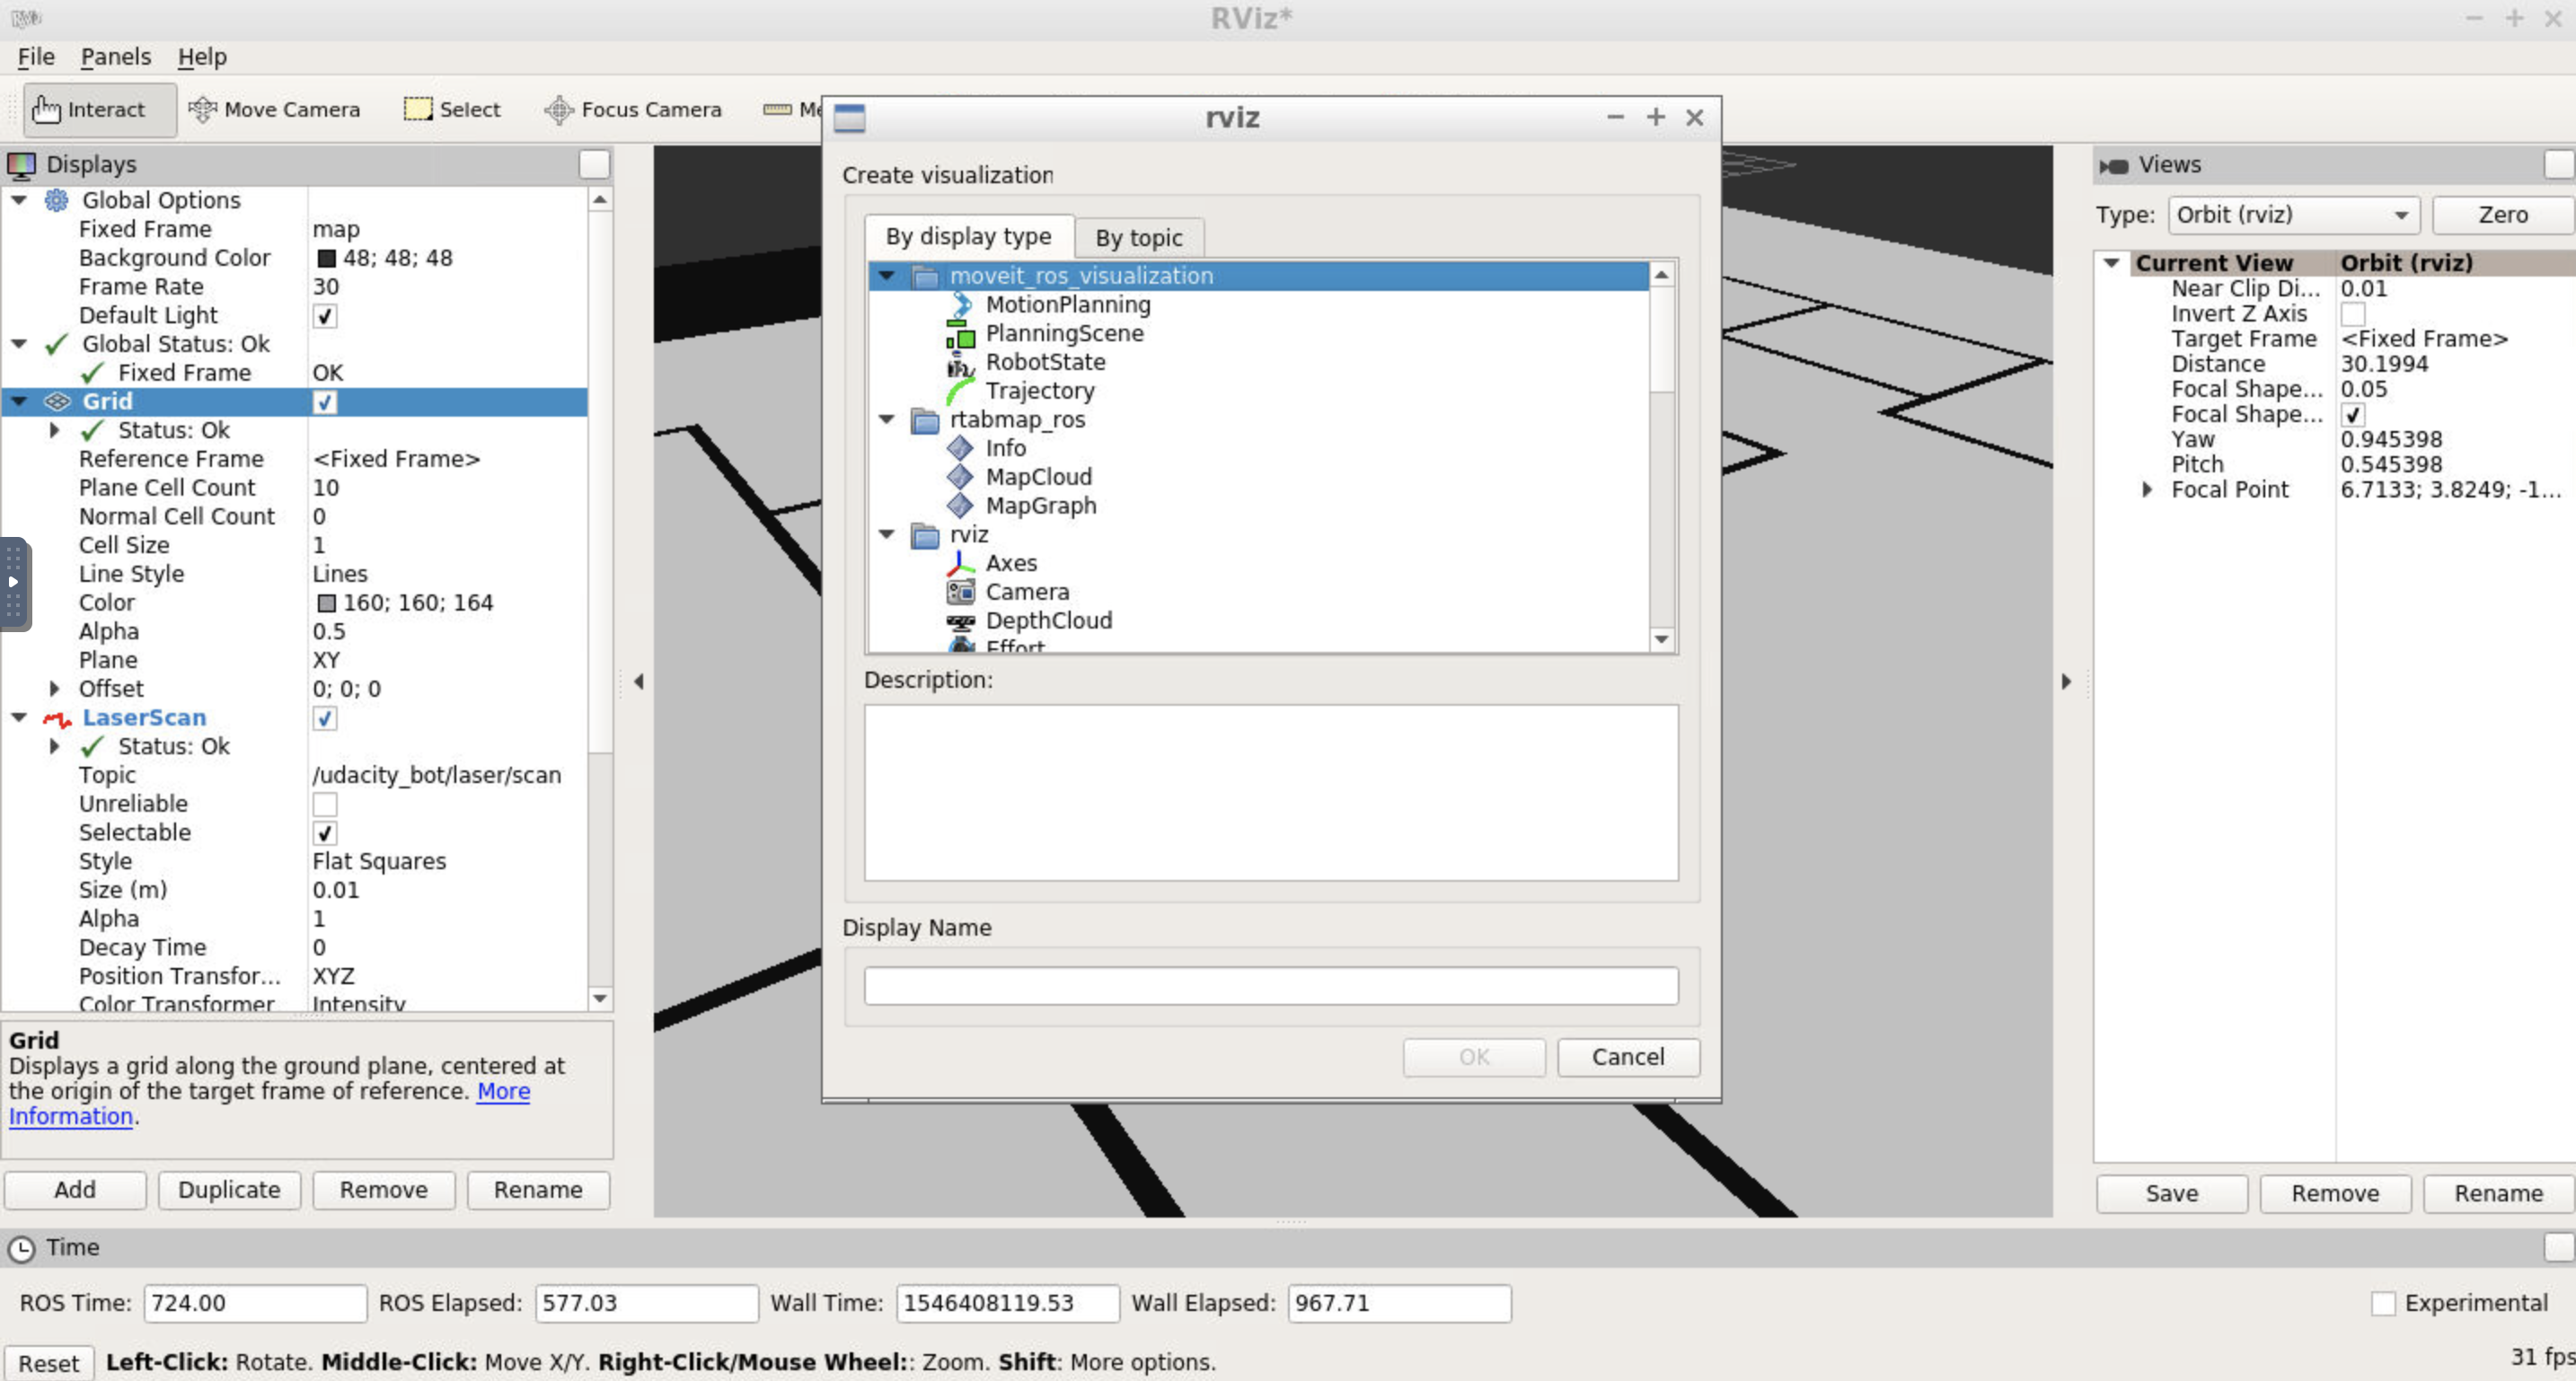 RViz*
File Panels Help
Interact Move Camera Select Focus Camera
Displays
Global Options
Fixed Frame map
Background Color 48; 48; 48
Frame Rate 30
Default Light
Global Status: Ok
Fixed Frame OK
Grid
Status: Ok
Reference Frame <Fixed Frame>
Plane Cell Count 10
Normal Cell Count 0
Cell Size 1
Line Style Lines
Color 160; 160; 164
Alpha 0.5
Plane XY
Offset 0; 0; 0
LaserScan
Status: Ok
Topic /udacity_bot/laser/scan
Unreliable
Selectable
Style Flat Squares
Size (m) 0.01
Alpha 1
Decay Time 0
Position Transfor... XYZ
Color Transformer Intensity
Grid
Displays a grid along the ground plane, centered at
the origin of the target frame of reference. More
Information.
Add Duplicate Remove Rename
rviz
Create visualization
By display type By topic
moveit_ros_visualization
MotionPlanning
PlanningScene
RobotState
Trajectory
rtabmap_ros
Info
MapCloud
MapGraph
rviz
Axes
Camera
DepthCloud
Effort
Description:
Display Name
OK Cancel
Views
Type: Orbit (rviz) Zero
Current View Orbit (rviz)
Near Clip Di... 0.01
Invert Z Axis
Target Frame <Fixed Frame>
Distance 30.1994
Focal Shape... 0.05
Focal Shape...
Yaw 0.945398
Pitch 0.545398
Focal Point 6.7133; 3.8249; -1...
Save Remove Rename
Time
ROS Time: 724.00 ROS Elapsed: 577.03 Wall Time: 1546408119.53 Wall Elapsed: 967.71 Experimental
Reset Left-Click: Rotate. Middle-Click: Move X/Y. Right-Click/Mouse Wheel:: Zoom. Shift: More options. 31 fps